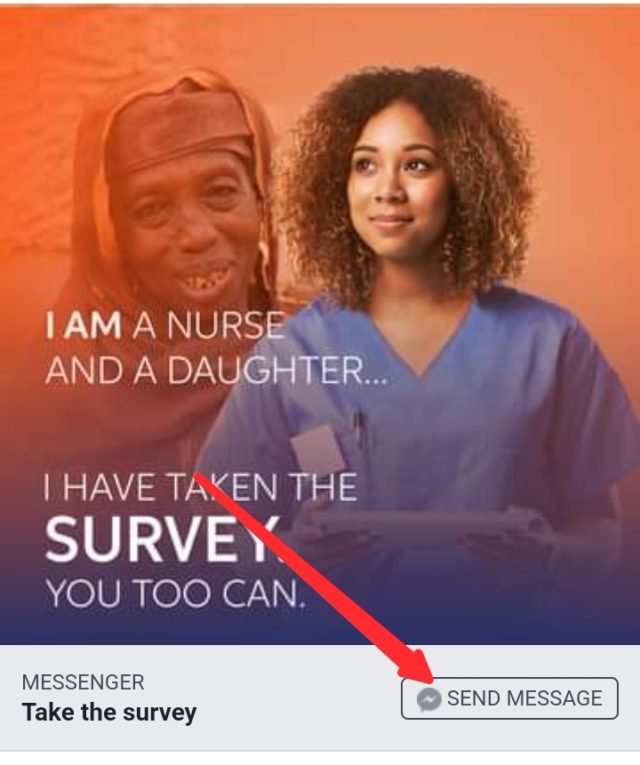 I AM A NURSE
AND A DAUGHTER...
I HAVE TAKEN THE
SURVEY.
YOU TOO CAN.
MESSENGER
Take the survey
SEND MESSAGE